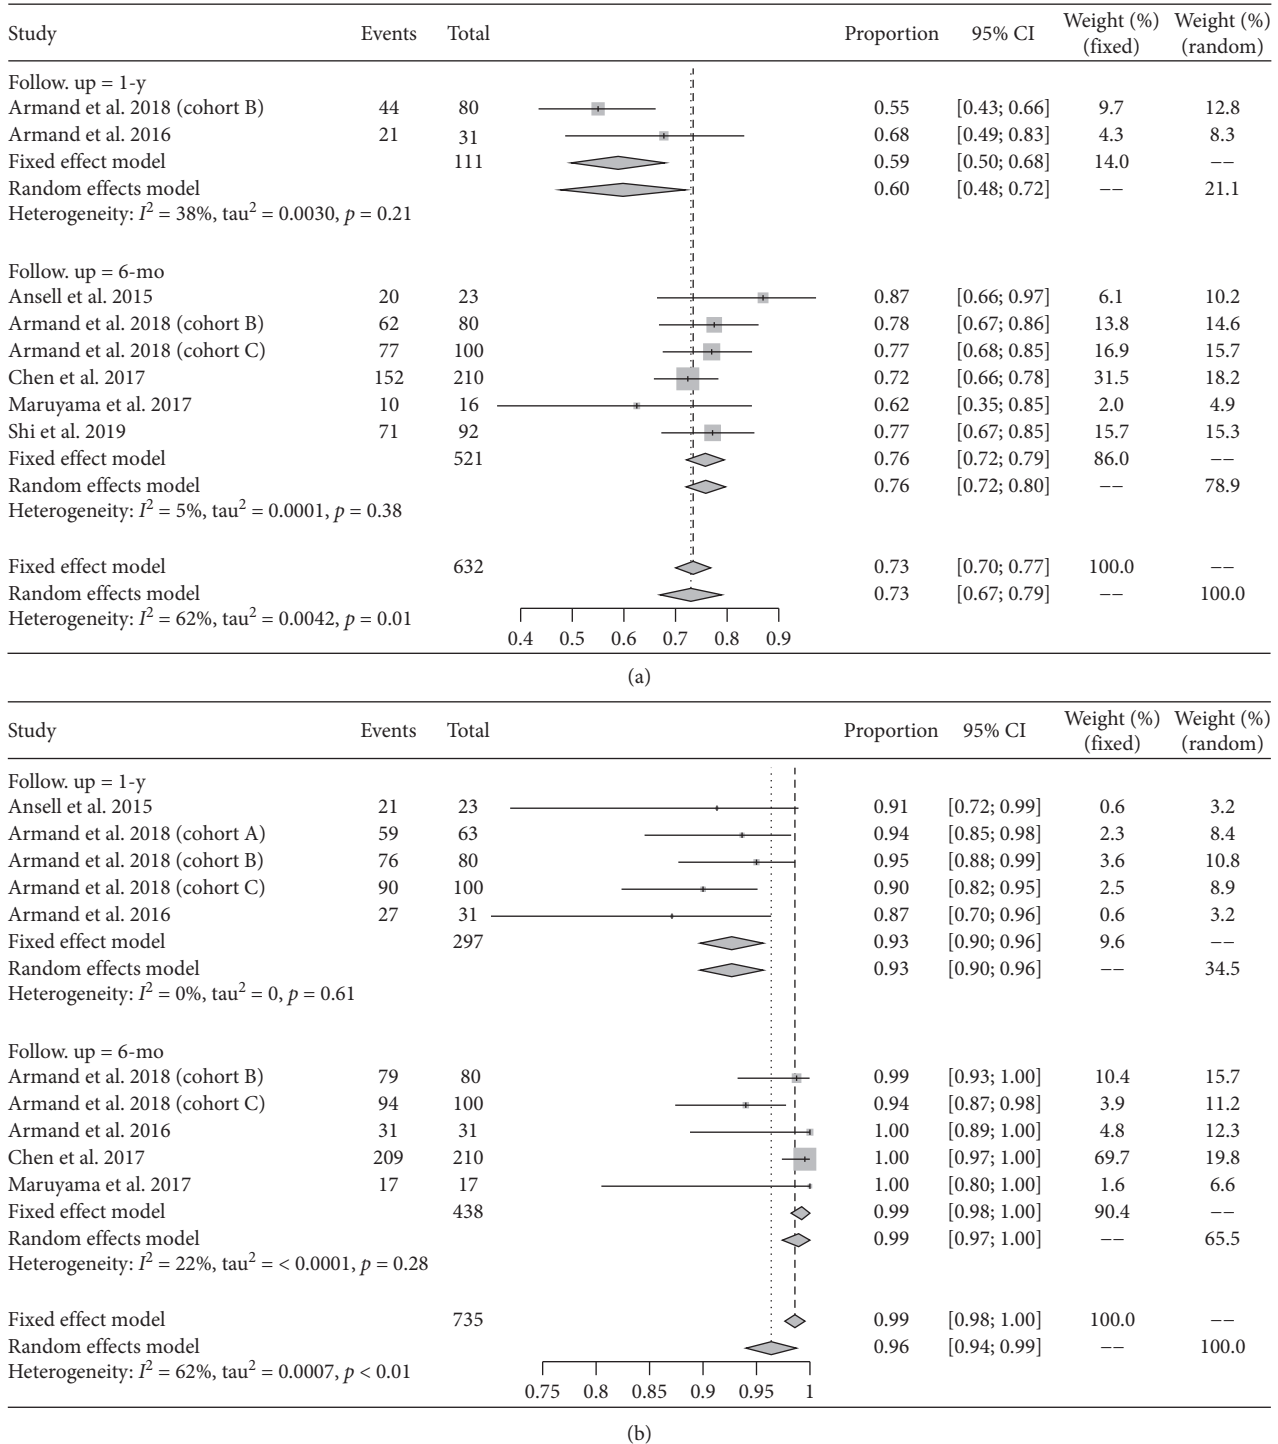 Study Events Total Proportion 95% CI Weight (%) (fixed) Weight (%) (random)
Follow. up = 1-y
Armand et al. 2018 (cohort B) 44 80 0.55 [0.43; 0.66] 9.7 12.8
Armand et al. 2016 21 31 0.68 [0.49; 0.83] 4.3 8.3
Fixed effect model 111 0.59 [0.50; 0.68] 14.0 −−
Random effects model 0.60 [0.48; 0.72] −− 21.1
Heterogeneity: I² = 38%, tau² = 0.0030, p = 0.21
Follow. up = 6-mo
Ansell et al. 2015 20 23 0.87 [0.66; 0.97] 6.1 10.2
Armand et al. 2018 (cohort B) 62 80 0.78 [0.67; 0.86] 13.8 14.6
Armand et al. 2018 (cohort C) 77 100 0.77 [0.68; 0.85] 16.9 15.7
Chen et al. 2017 152 210 0.72 [0.66; 0.78] 31.5 18.2
Maruyama et al. 2017 10 16 0.62 [0.35; 0.85] 2.0 4.9
Shi et al. 2019 71 92 0.77 [0.67; 0.85] 15.7 15.3
Fixed effect model 521 0.76 [0.72; 0.79] 86.0 −−
Random effects model 0.76 [0.72; 0.80] −− 78.9
Heterogeneity: I² = 5%, tau² = 0.0001, p = 0.38
Fixed effect model 632 0.73 [0.70; 0.77] 100.0 −−
Random effects model 0.73 [0.67; 0.79] −− 100.0
Heterogeneity: I² = 62%, tau² = 0.0042, p = 0.01
0.4 0.5 0.6 0.7 0.8 0.9
(a)
Study Events Total Proportion 95% CI Weight (%) (fixed) Weight (%) (random)
Follow. up = 1-y
Ansell et al. 2015 21 23 0.91 [0.72; 0.99] 0.6 3.2
Armand et al. 2018 (cohort A) 59 63 0.94 [0.85; 0.98] 2.3 8.4
Armand et al. 2018 (cohort B) 76 80 0.95 [0.88; 0.99] 3.6 10.8
Armand et al. 2018 (cohort C) 90 100 0.90 [0.82; 0.95] 2.5 8.9
Armand et al. 2016 27 31 0.87 [0.70; 0.96] 0.6 3.2
Fixed effect model 297 0.93 [0.90; 0.96] 9.6 −−
Random effects model 0.93 [0.90; 0.96] −− 34.5
Heterogeneity: I² = 0%, tau² = 0, p = 0.61
Follow. up = 6-mo
Armand et al. 2018 (cohort B) 79 80 0.99 [0.93; 1.00] 10.4 15.7
Armand et al. 2018 (cohort C) 94 100 0.94 [0.87; 0.98] 3.9 11.2
Armand et al. 2016 31 31 1.00 [0.89; 1.00] 4.8 12.3
Chen et al. 2017 209 210 1.00 [0.97; 1.00] 69.7 19.8
Maruyama et al. 2017 17 17 1.00 [0.80; 1.00] 1.6 6.6
Fixed effect model 438 0.99 [0.98; 1.00] 90.4 −−
Random effects model 0.99 [0.97; 1.00] −− 65.5
Heterogeneity: I² = 22%, tau² = < 0.0001, p = 0.28
Fixed effect model 735 0.99 [0.98; 1.00] 100.0 −−
Random effects model 0.96 [0.94; 0.99] −− 100.0
Heterogeneity: I² = 62%, tau² = 0.0007, p < 0.01
0.75 0.8 0.85 0.9 0.95 1
(b)